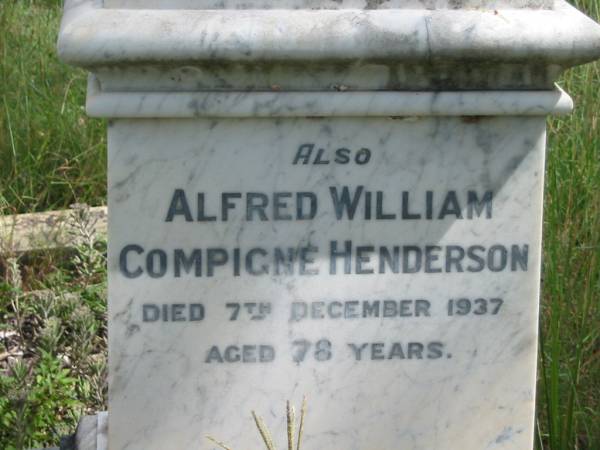 ALSO
ALFRED WILLIAM
COMPIGNE HENDERSON
DIED 7TH DECEMBER 1937
AGED 78 YEARS.